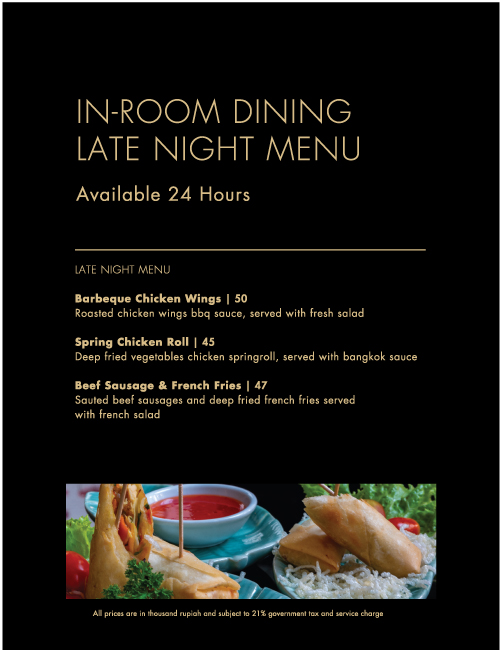 IN-ROOM DINING
LATE NIGHT MENU
Available 24 Hours
LATE NIGHT MENU
Barbeque Chicken Wings | 50
Roasted chicken wings bbq sauce, served with fresh salad
Spring Chicken Roll | 45
Deep fried vegetables chicken springroll, served with bangkok sauce
Beef Sausage & French Fries | 47
Sauted beef sausages and deep fried french fries served
with french salad
All prices are in thousand rupiah and subject to 21% government tax and service charge